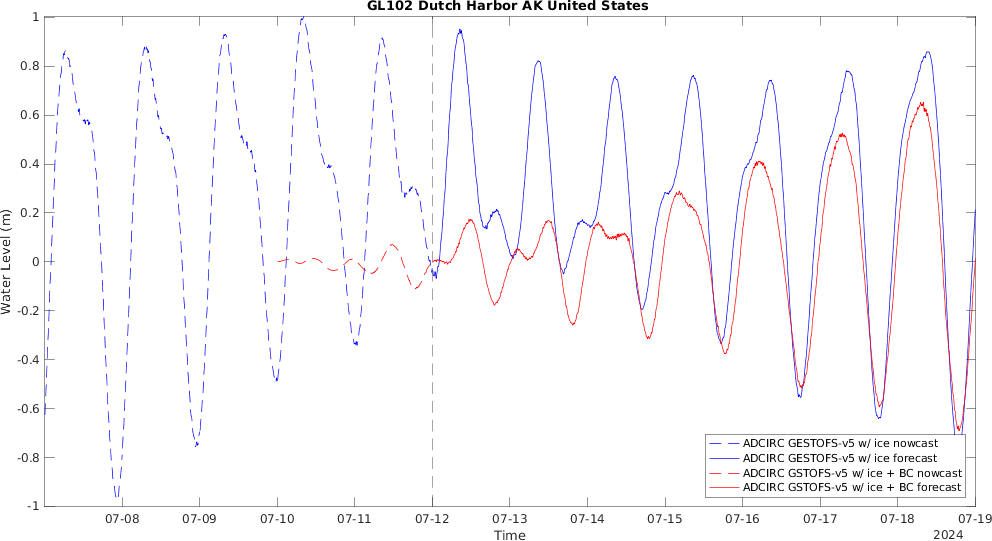 GL102 Dutch Harbor AK United States
1
0.8
0.6
0.4
0.2
0
-0.2
-0.4
-0.6
-0.8
-1
Water Level (m)
ADCIRC GESTOFS-v5 w/ ice nowcast
ADCIRC GESTOFS-v5 w/ ice forecast
ADCIRC GSTOFS-v5 w/ ice + BC nowcast
ADCIRC GSTOFS-v5 w/ ice + BC forecast
07-08 07-09 07-10 07-11 07-12 07-13 07-14 07-15 07-16 07-17 07-18 07-19
Time
2024